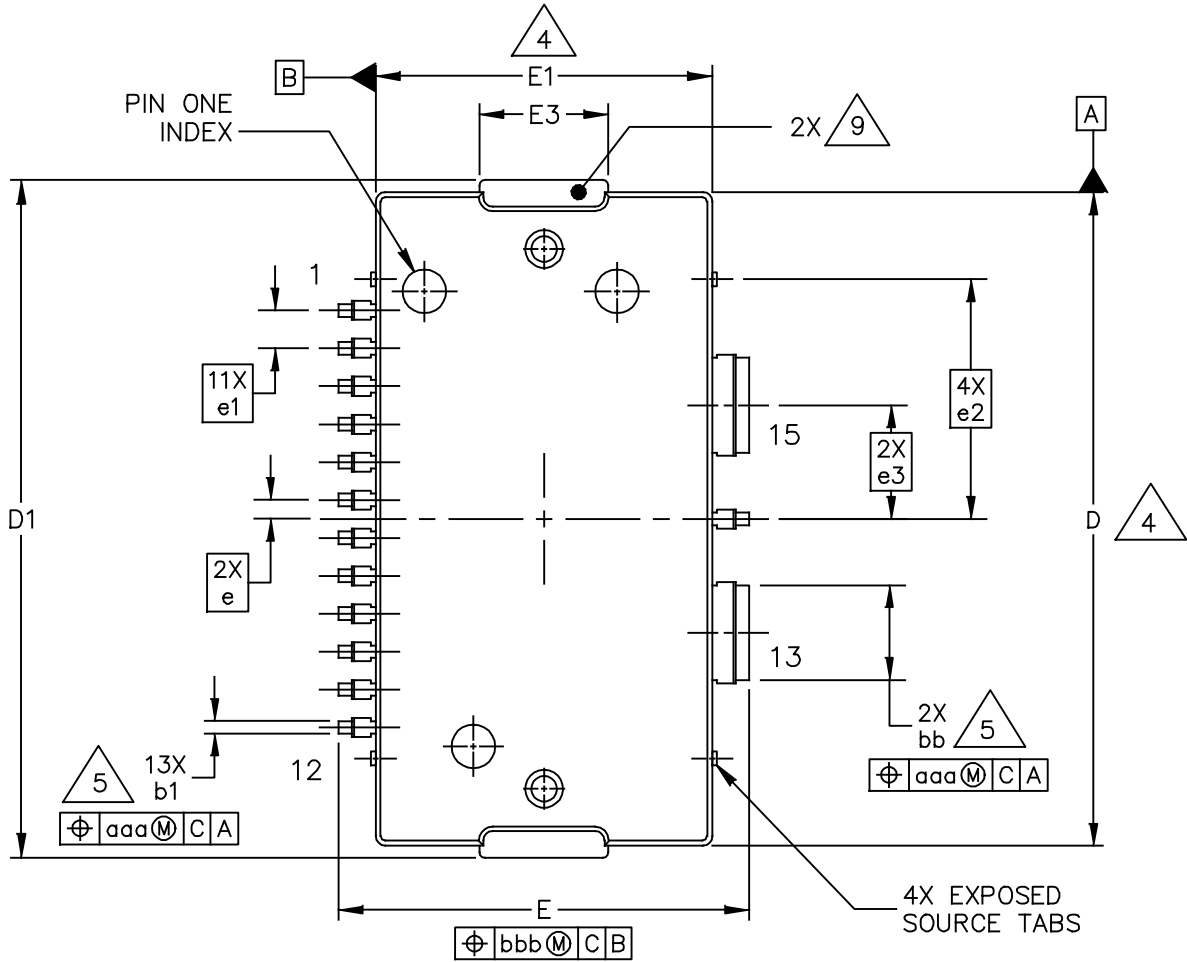 4
B
E1
PIN ONE
INDEX
E3
2X 9
A
1
11X
e1
4X
e2
15
2X
e3
D1
D 4
2X
e
13
2X
bb 5
⌖ aaa Ⓜ C A
12
5 13X
b1
⌖ aaa Ⓜ C A
4X EXPOSED
SOURCE TABS
E
⌖ bbb Ⓜ C B